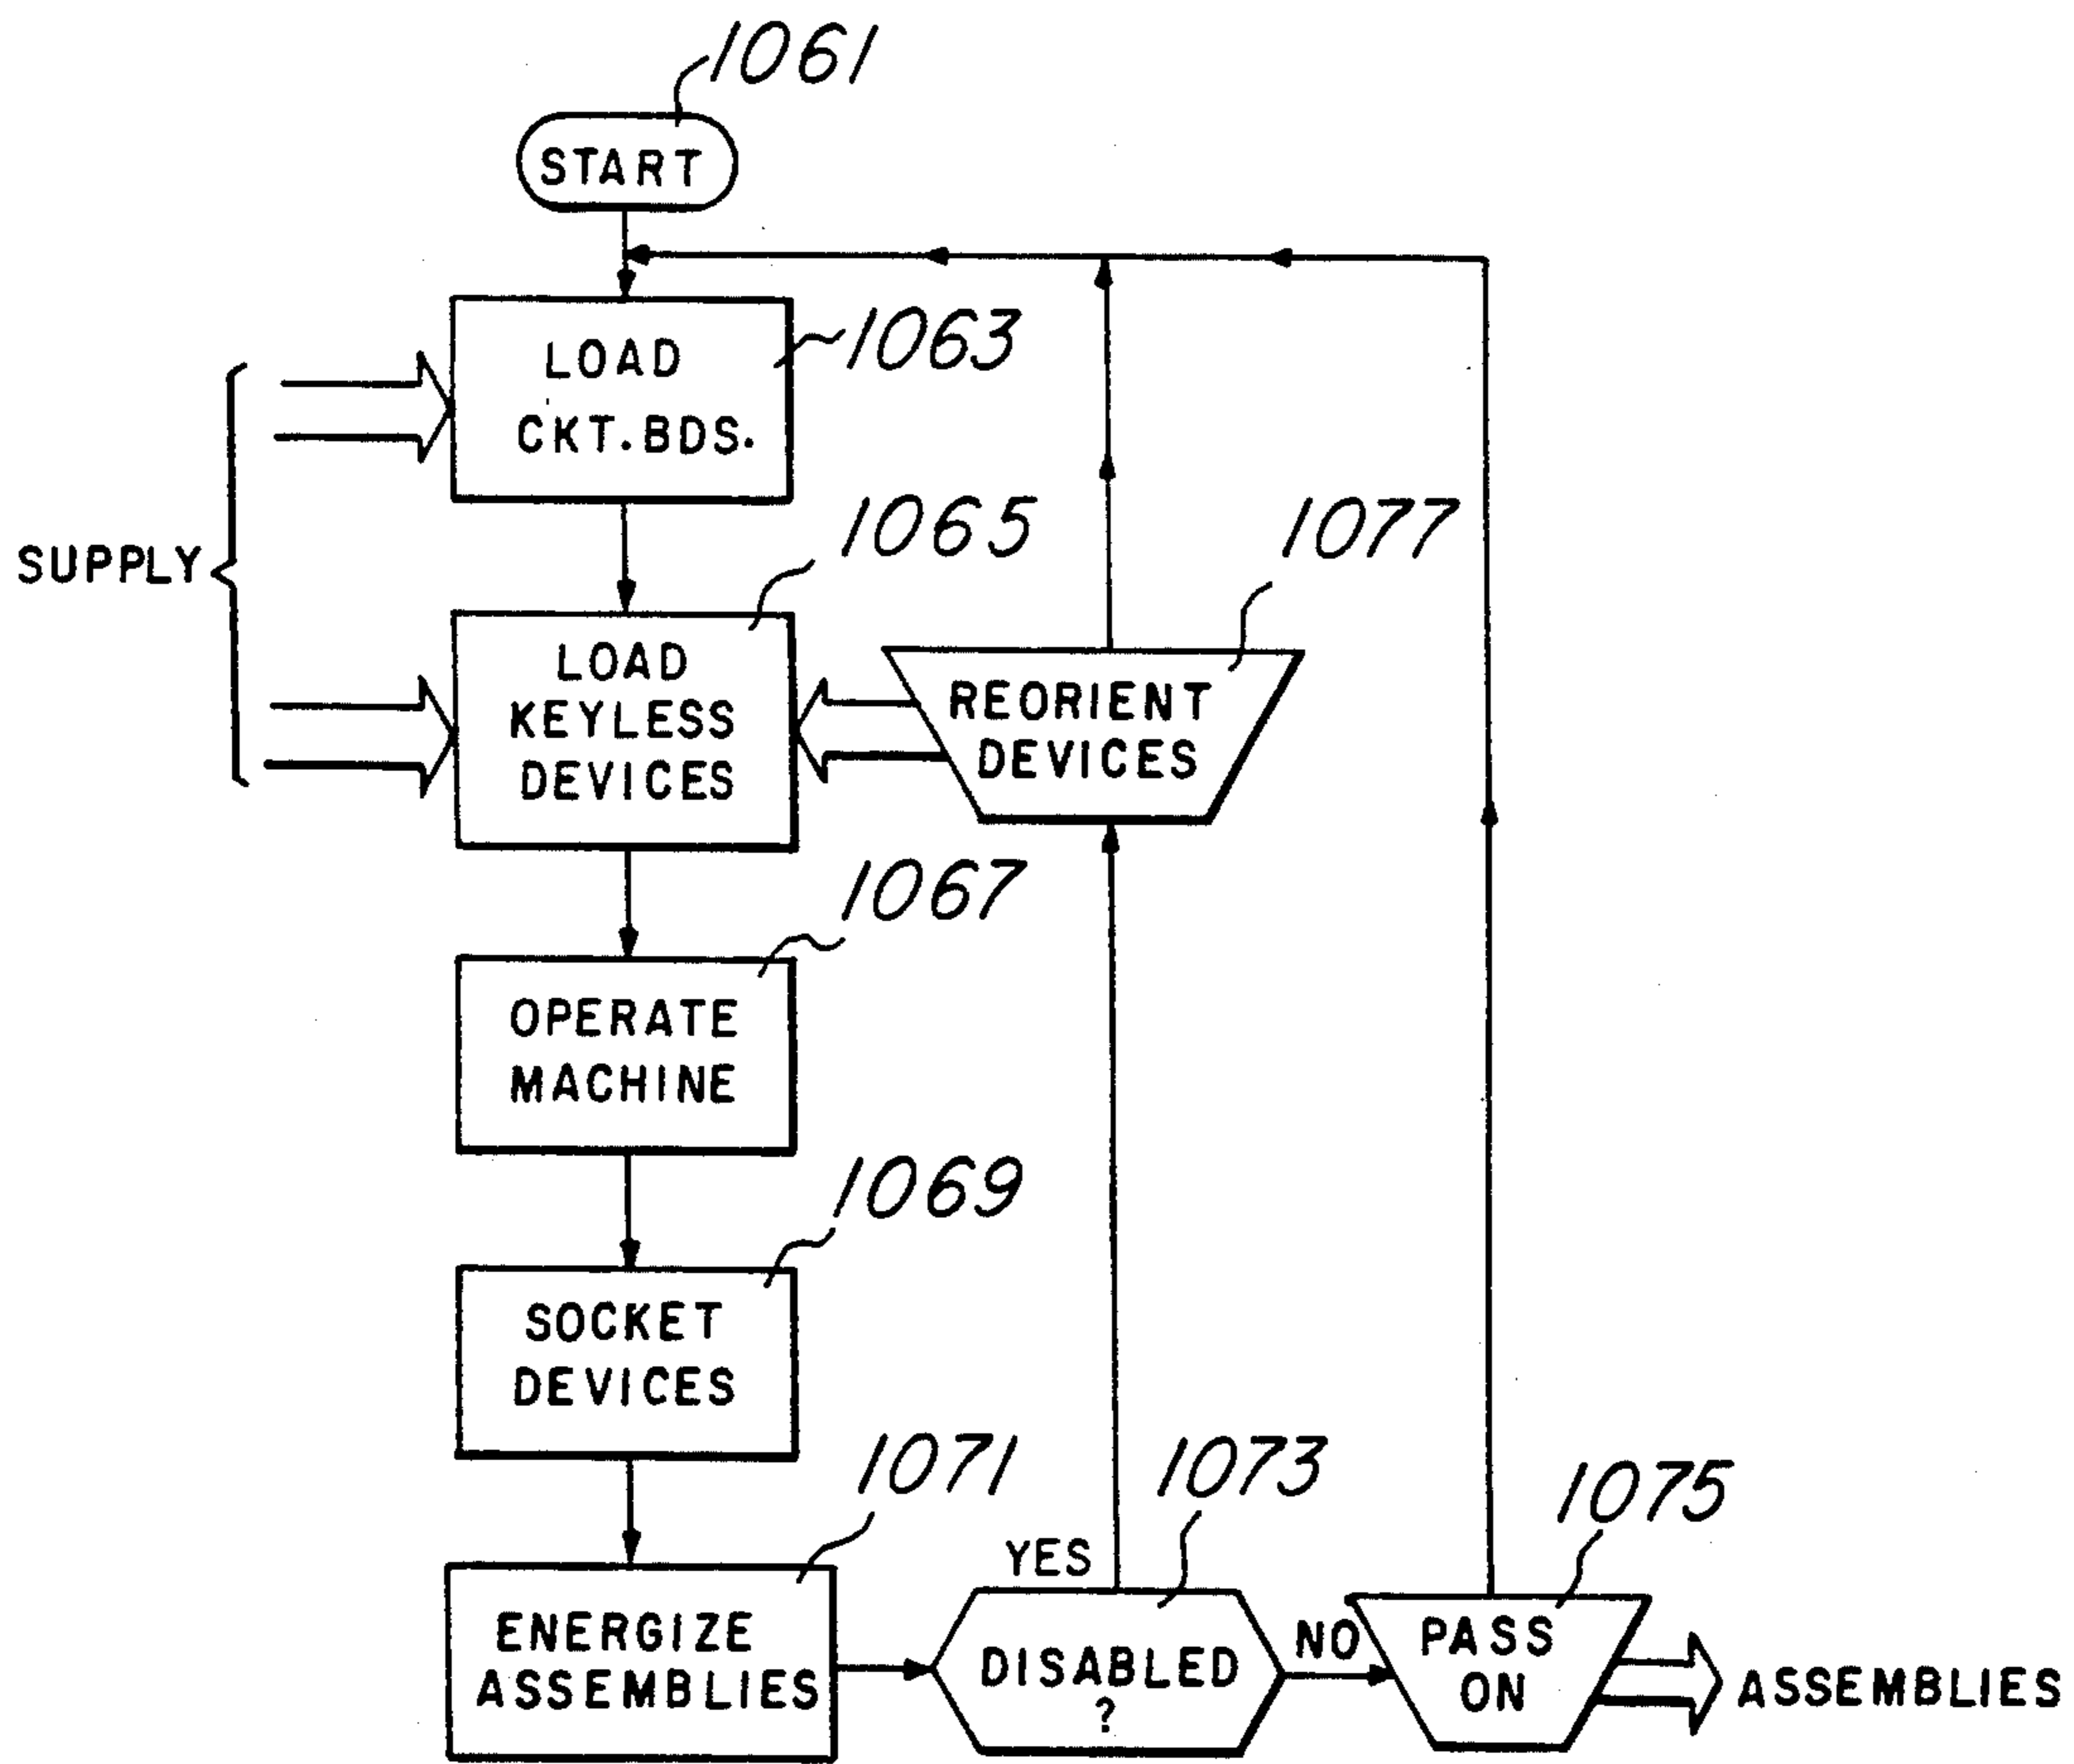 1061
START
LOAD
CKT. BDS.
1063
SUPPLY
LOAD
KEYLESS
DEVICES
1065
REORIENT
DEVICES
1077
OPERATE
MACHINE
1067
SOCKET
DEVICES
1069
ENERGIZE
ASSEMBLIES
1071
YES
DISABLED
?
1073
NO
PASS
ON
1075
ASSEMBLIES